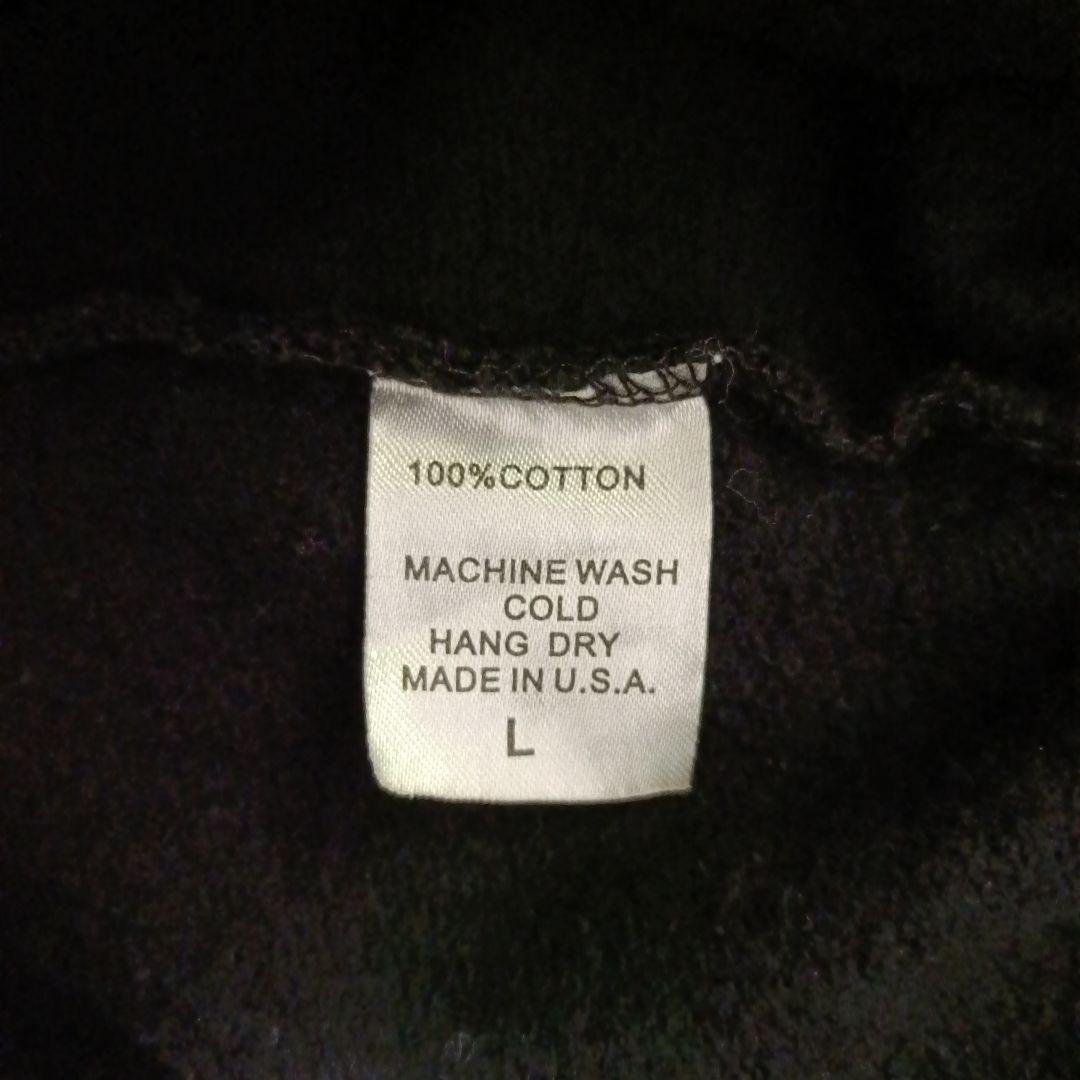 100%COTTON
MACHINE WASH
COLD
HANG DRY
MADE IN U.S.A.
L